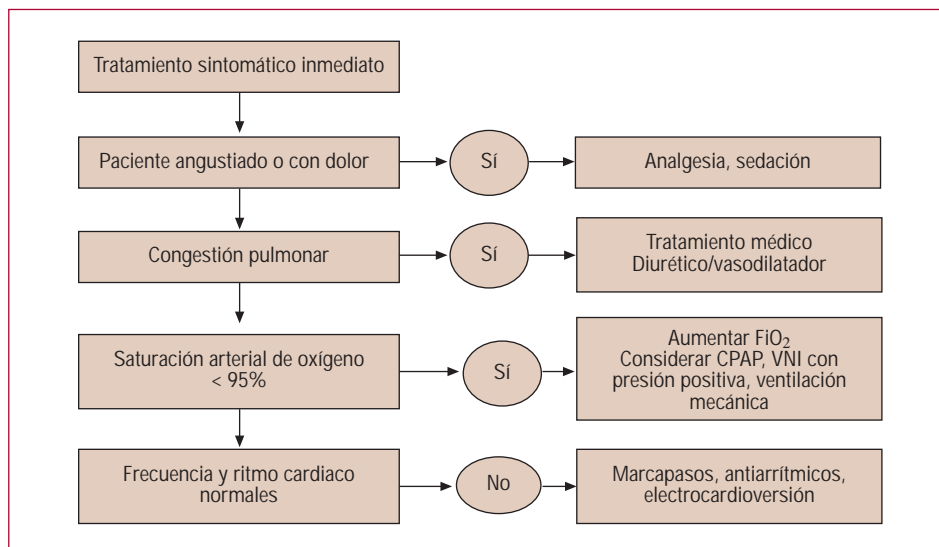 Tratamiento sintomático inmediato
Paciente angustiado o con dolor
Sí
Analgesia, sedación
Congestión pulmonar
Sí
Tratamiento médico
Diurético/vasodilatador
Saturación arterial de oxígeno
< 95%
Sí
Aumentar FiO₂
Considerar CPAP, VNI con
presión positiva, ventilación
mecánica
Frecuencia y ritmo cardiaco
normales
No
Marcapasos, antiarrítmicos,
electrocardioversión